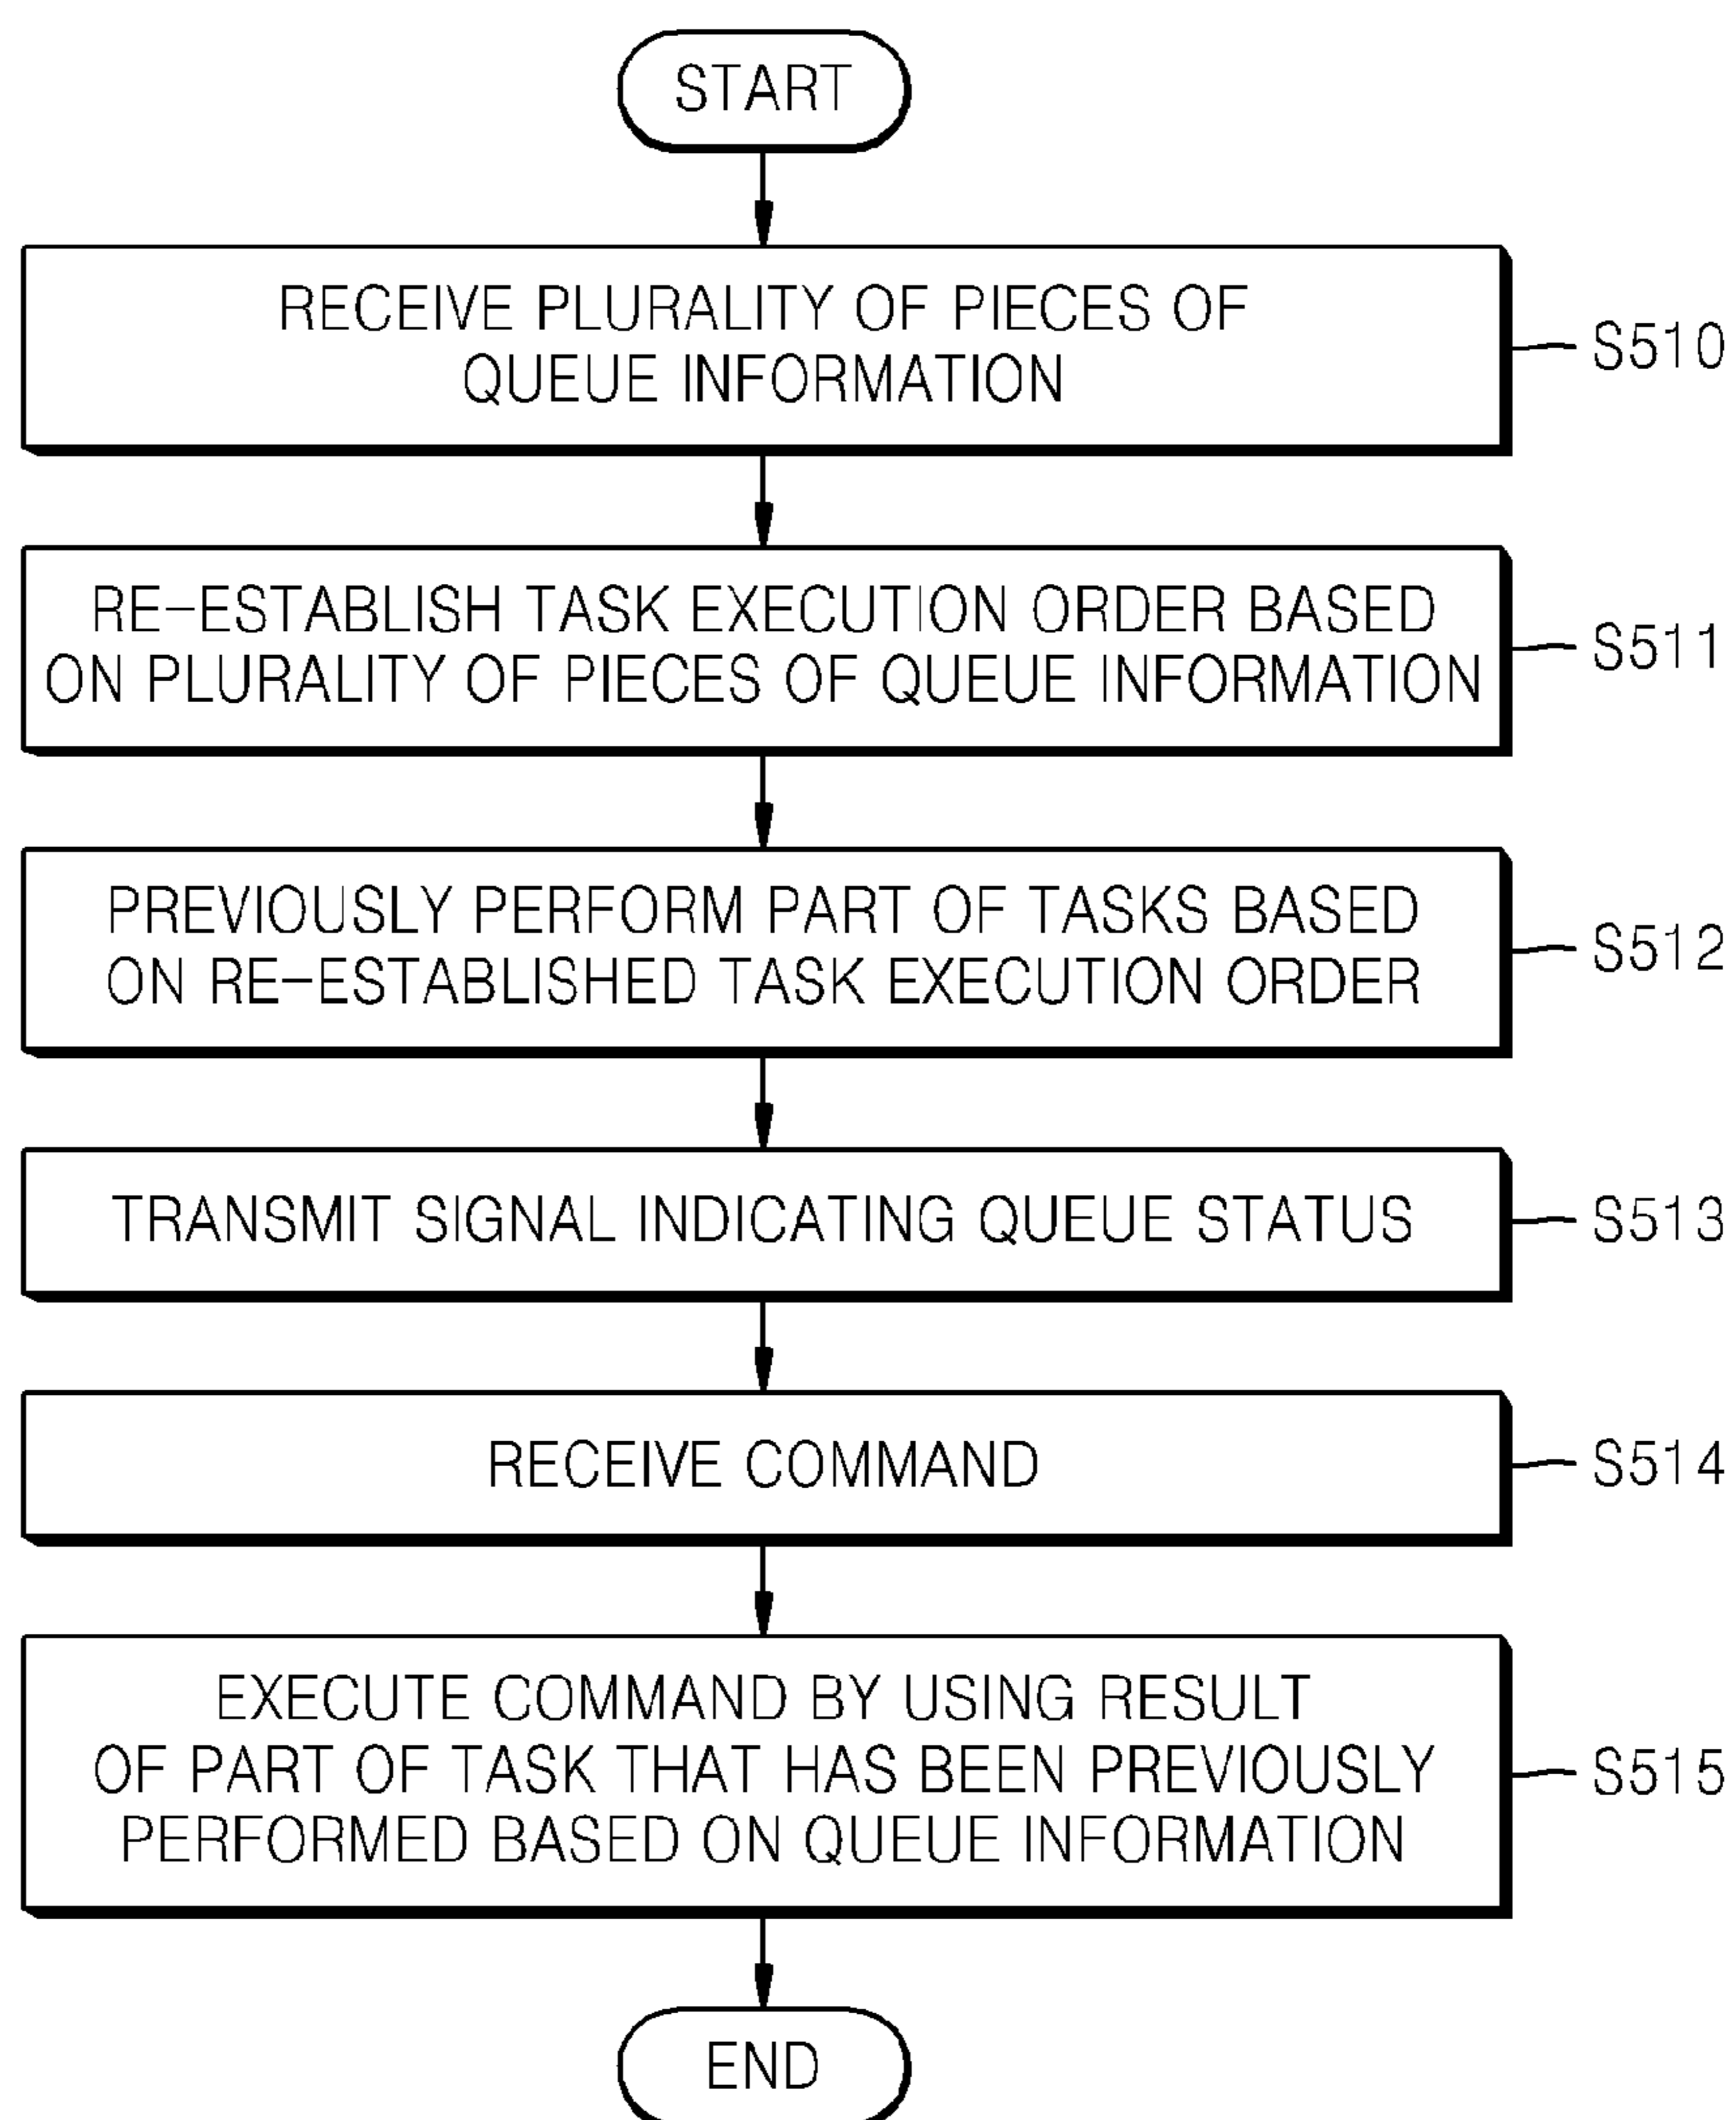 START
RECEIVE PLURALITY OF PIECES OF
QUEUE INFORMATION
S510
RE-ESTABLISH TASK EXECUTION ORDER BASED
ON PLURALITY OF PIECES OF QUEUE INFORMATION
S511
PREVIOUSLY PERFORM PART OF TASKS BASED
ON RE-ESTABLISHED TASK EXECUTION ORDER
S512
TRANSMIT SIGNAL INDICATING QUEUE STATUS
S513
RECEIVE COMMAND
S514
EXECUTE COMMAND BY USING RESULT
OF PART OF TASK THAT HAS BEEN PREVIOUSLY
PERFORMED BASED ON QUEUE INFORMATION
S515
END